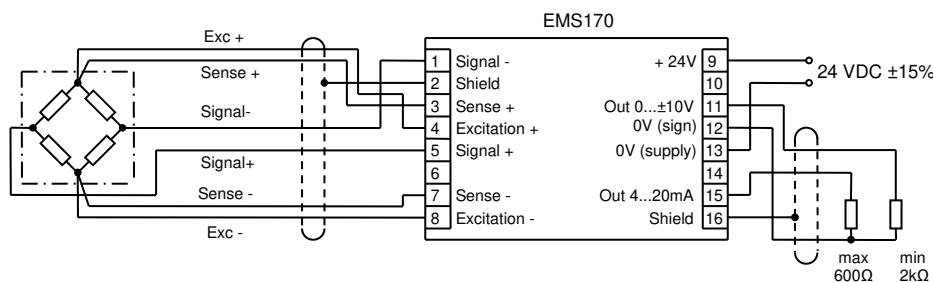 EMS170
Exc +
Sense +
Signal-
Signal+
Sense -
Exc -
1 Signal -
2 Shield
3 Sense +
4 Excitation +
5 Signal +
6
7 Sense -
8 Excitation -
+ 24V 9
10
Out 0...±10V 11
0V (sign) 12
0V (supply) 13
14
Out 4...20mA 15
Shield 16
24 VDC ±15%
max
600Ω
min
2kΩ